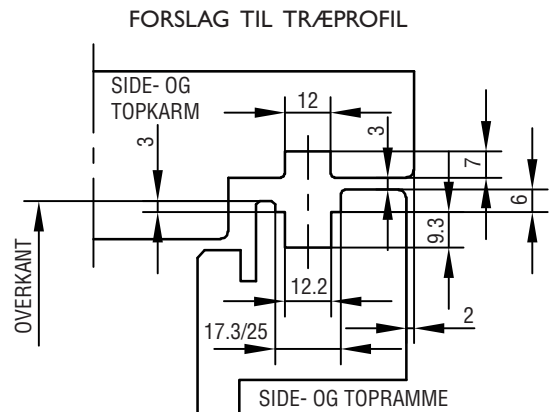 FORSLAG TIL TRÆPROFIL
SIDE- OG
TOPKARM
12
3
3
7
6
9.3
OVERKANT
12.2
17.3/25
2
SIDE- OG TOPRAMME